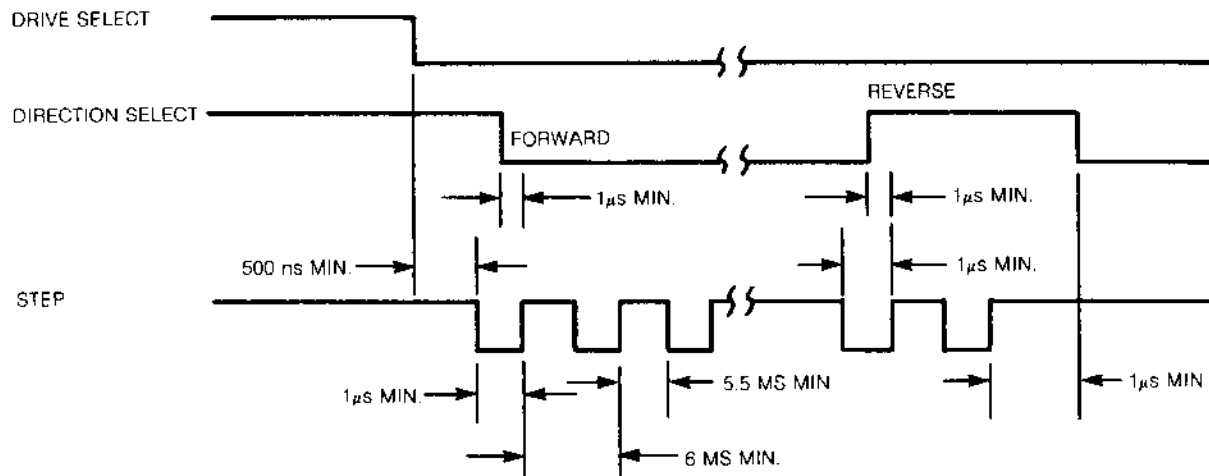 DRIVE SELECT
REVERSE
DIRECTION SELECT
FORWARD
1μs MIN.
1μs MIN.
500 ns MIN.
1μs MIN.
STEP
5.5 MS MIN
1μs MIN.
1μs MIN
6 MS MIN.